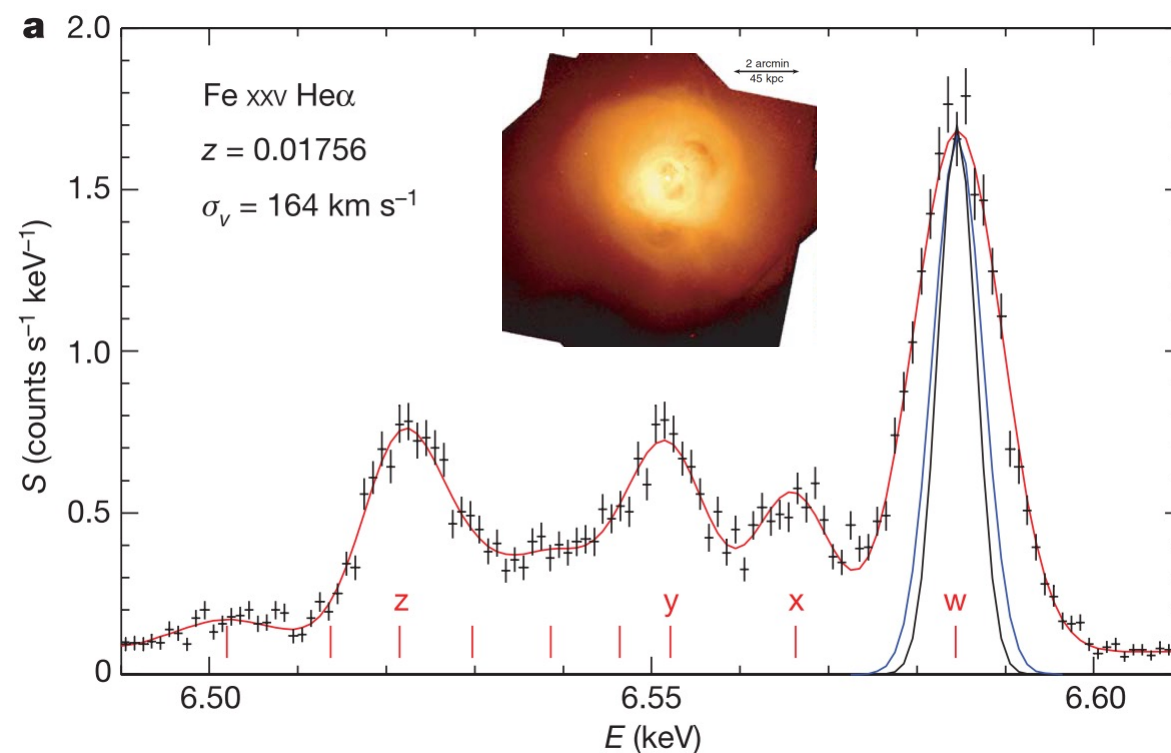 a
2.0
1.5
1.0
0.5
0
S (counts s⁻¹ keV⁻¹)
Fe XXV Heα
z = 0.01756
σᵥ = 164 km s⁻¹
2 arcmin
45 kpc
z
y
x
w
6.50
6.55
6.60
E (keV)